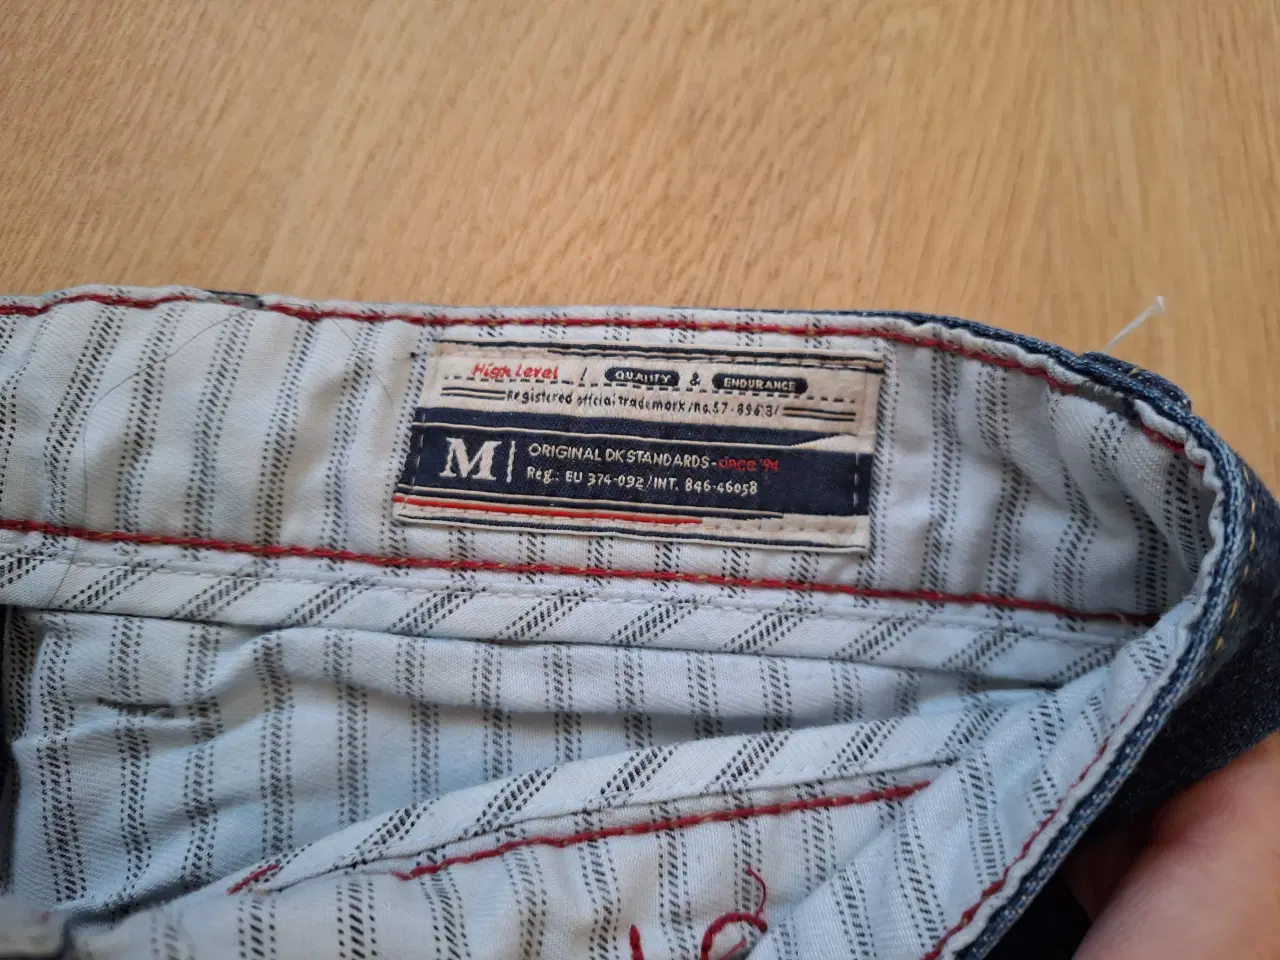 High Level / QUALITY & ENDURANCE
Registered official Trademark/no.57-89631
M | ORIGINAL DK STANDARDS-since '94
Reg.: EU 374-092/INT. 846-46058